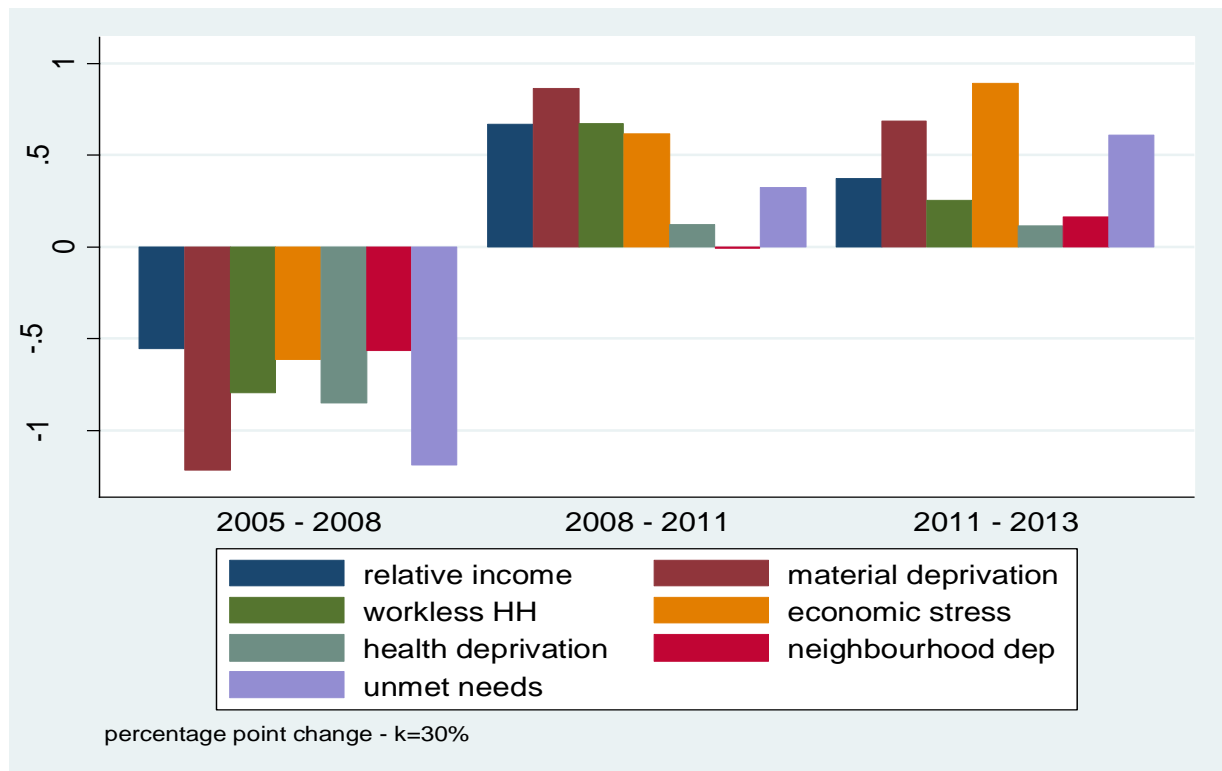 1
.5
0
-.5
-1
2005 - 2008
2008 - 2011
2011 - 2013
relative income
material deprivation
workless HH
economic stress
health deprivation
neighbourhood dep
unmet needs
percentage point change - k=30%